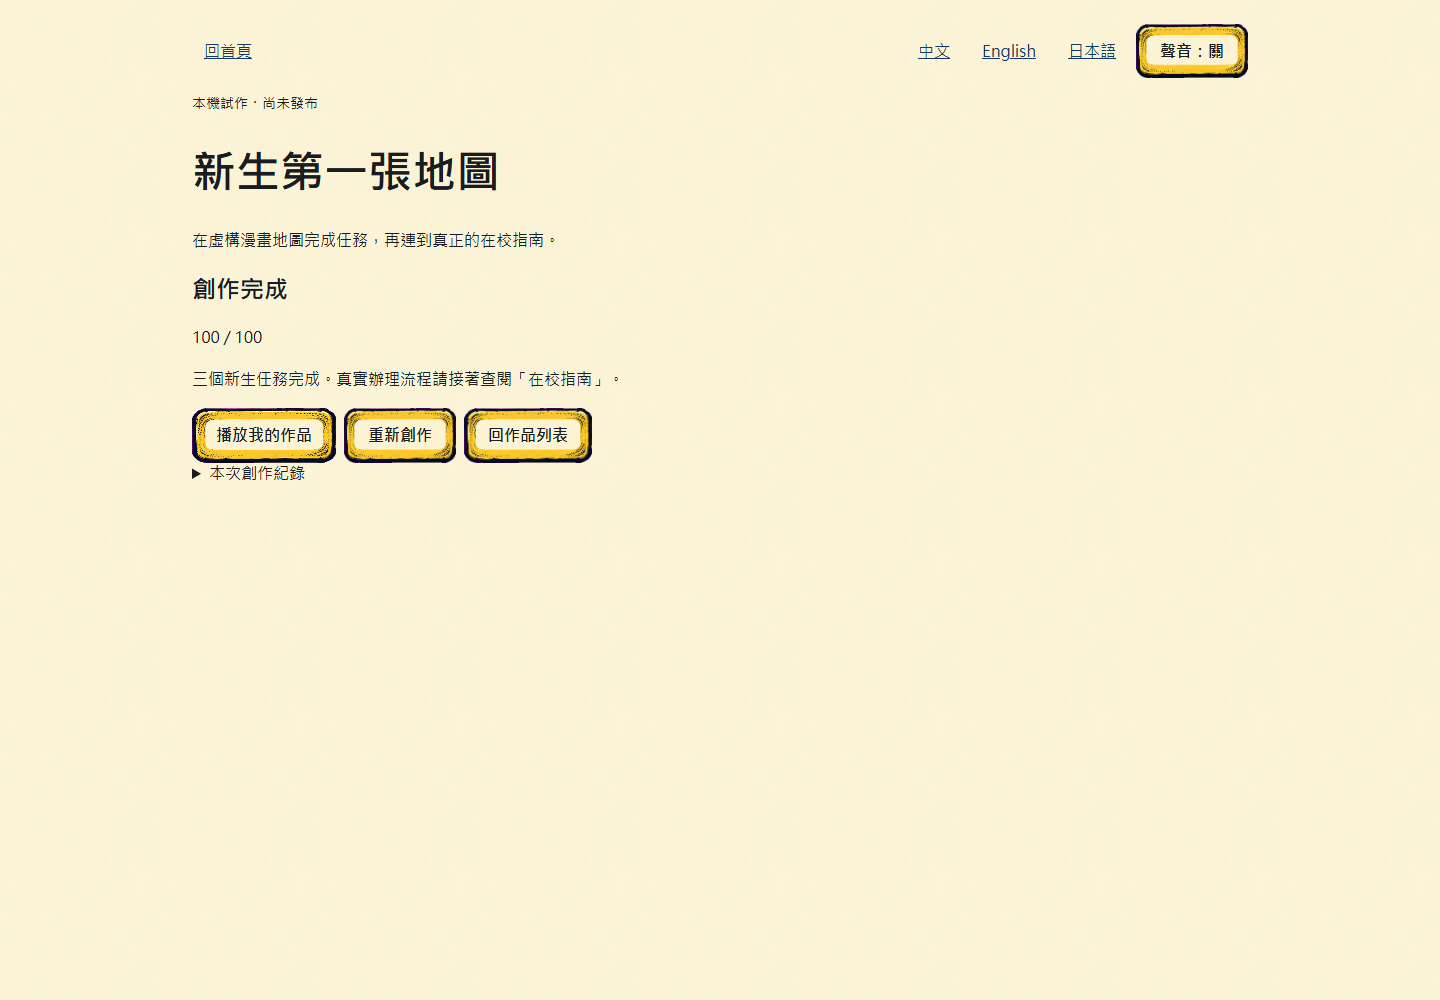 回首頁
中文 English 日本語 聲音：關
本機試作・尚未發布
新生第一張地圖
在虛構漫畫地圖完成任務，再連到真正的在校指南。
創作完成
100 / 100
三個新生任務完成。真實辦理流程請接著查閱「在校指南」。
播放我的作品 重新創作 回作品列表
本次創作紀錄